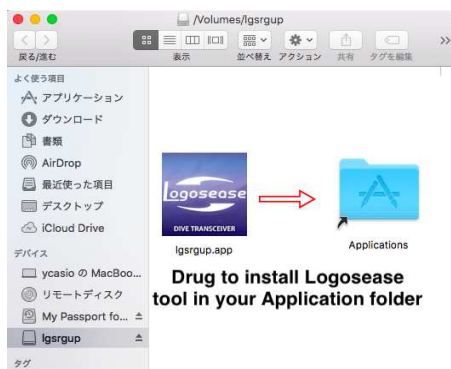 /Volumes/lgsrgup
戻る/進む
表示
並べ替え
アクション
共有
タグを編集
よく使う項目
アプリケーション
ダウンロード
書類
AirDrop
最近使った項目
デスクトップ
iCloud Drive
デバイス
ycasio の MacBoo...
リモートディスク
My Passport fo...
lgsrgup
タグ
Logosease
DIVE TRANSCEIVER
lgsrgup.app
Applications
Drug to install Logosease
tool in your Application folder